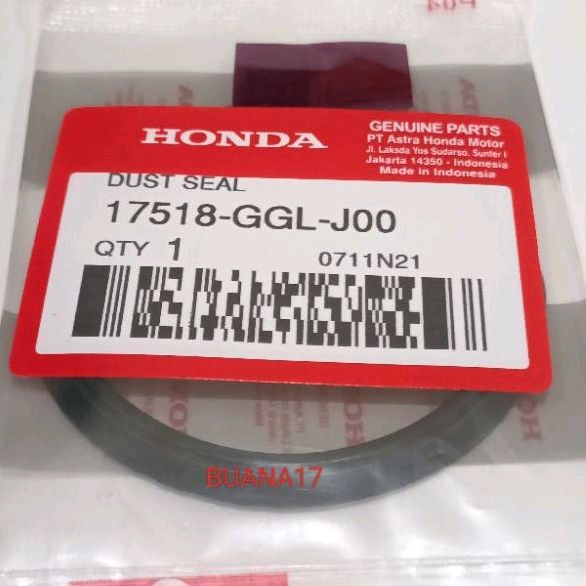 P04
HONDA
GENUINE PARTS
PT Astra Honda Motor
Jl. Laksda Yos Sudarso. Sunter I
Jakarta 14350 - Indonesia
Made in Indonesia
DUST SEAL
17518-GGL-J00
QTY 1
0711N21
BUANA17